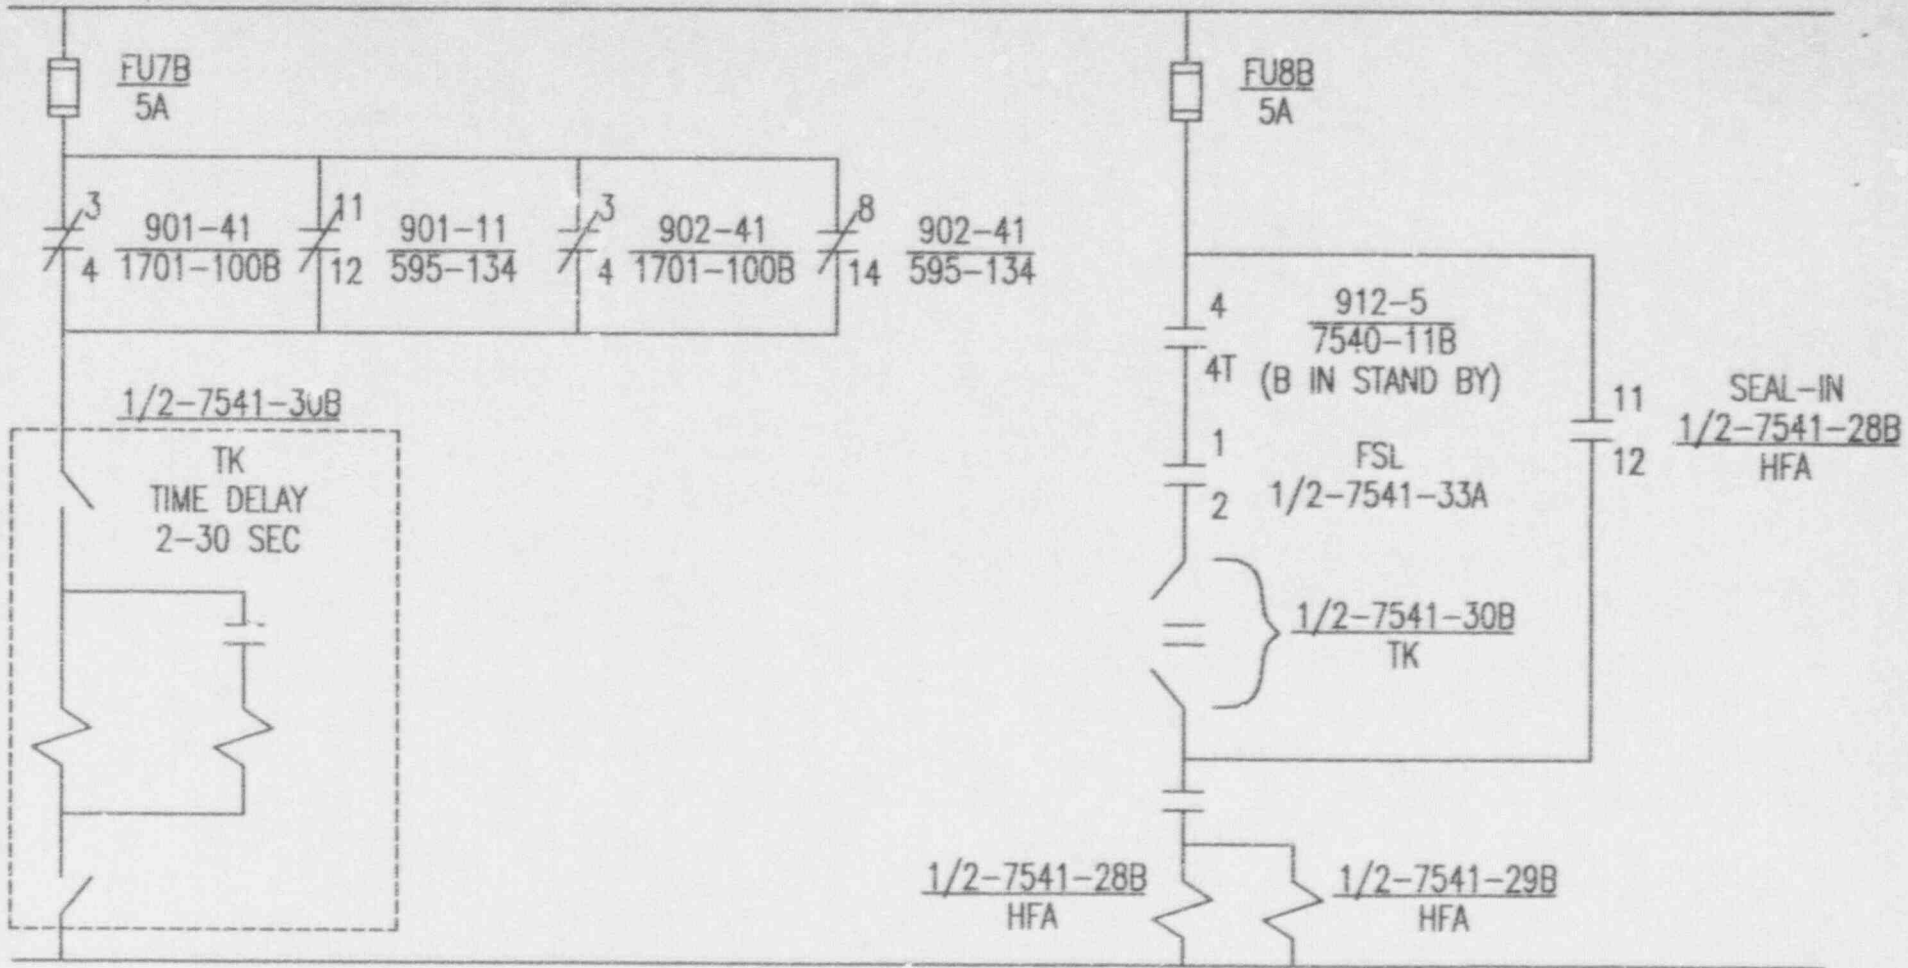 FU7B
5A
FU8B
5A
3
4
901-41
1701-100B
11
12
901-11
595-134
3
4
902-41
1701-100B
8
14
902-41
595-134
1/2-7541-30B
TK
TIME DELAY
2-30 SEC
4
4T
912-5
7540-11B
(B IN STAND BY)
1
2
FSL
1/2-7541-33A
11
12
SEAL-IN
1/2-7541-28B
HFA
1/2-7541-30B
TK
1/2-7541-28B
HFA
1/2-7541-29B
HFA